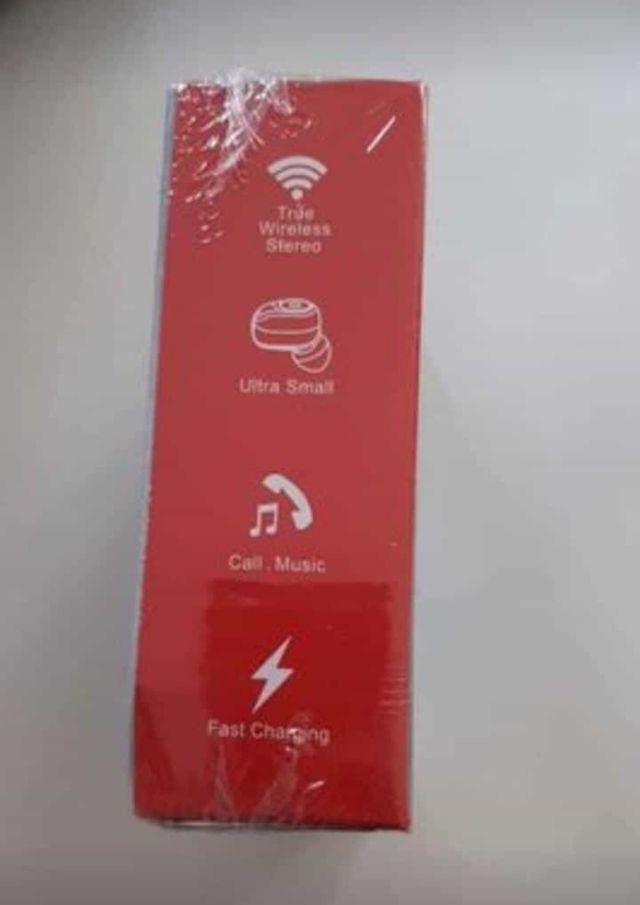 True
Wireless
Stereo
Ultra Small
Call . Music
Fast Charging